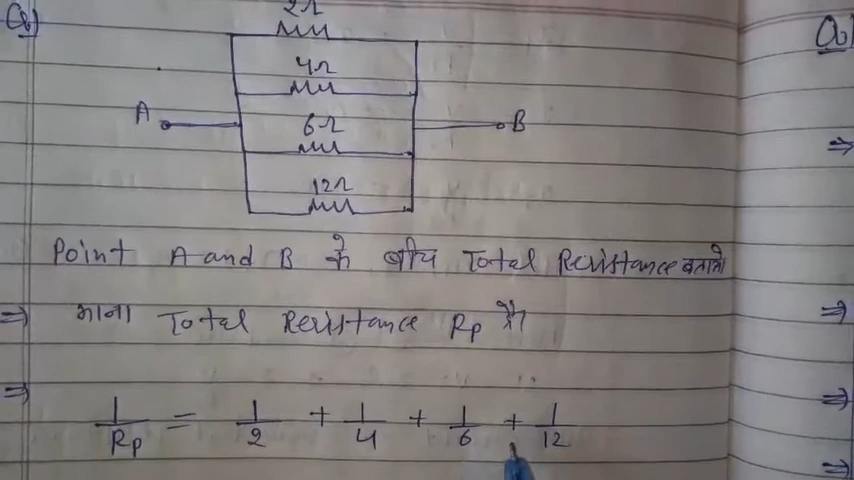 Q)
2Ω
4Ω
A
6Ω
B
12Ω
Point A and B के बीच Total Resistance बताओ
⇒ माना Total Resistance Rp है।
⇒ 1/Rp = 1/2 + 1/4 + 1/6 + 1/12
Q)
⇒
⇒
⇒
⇒